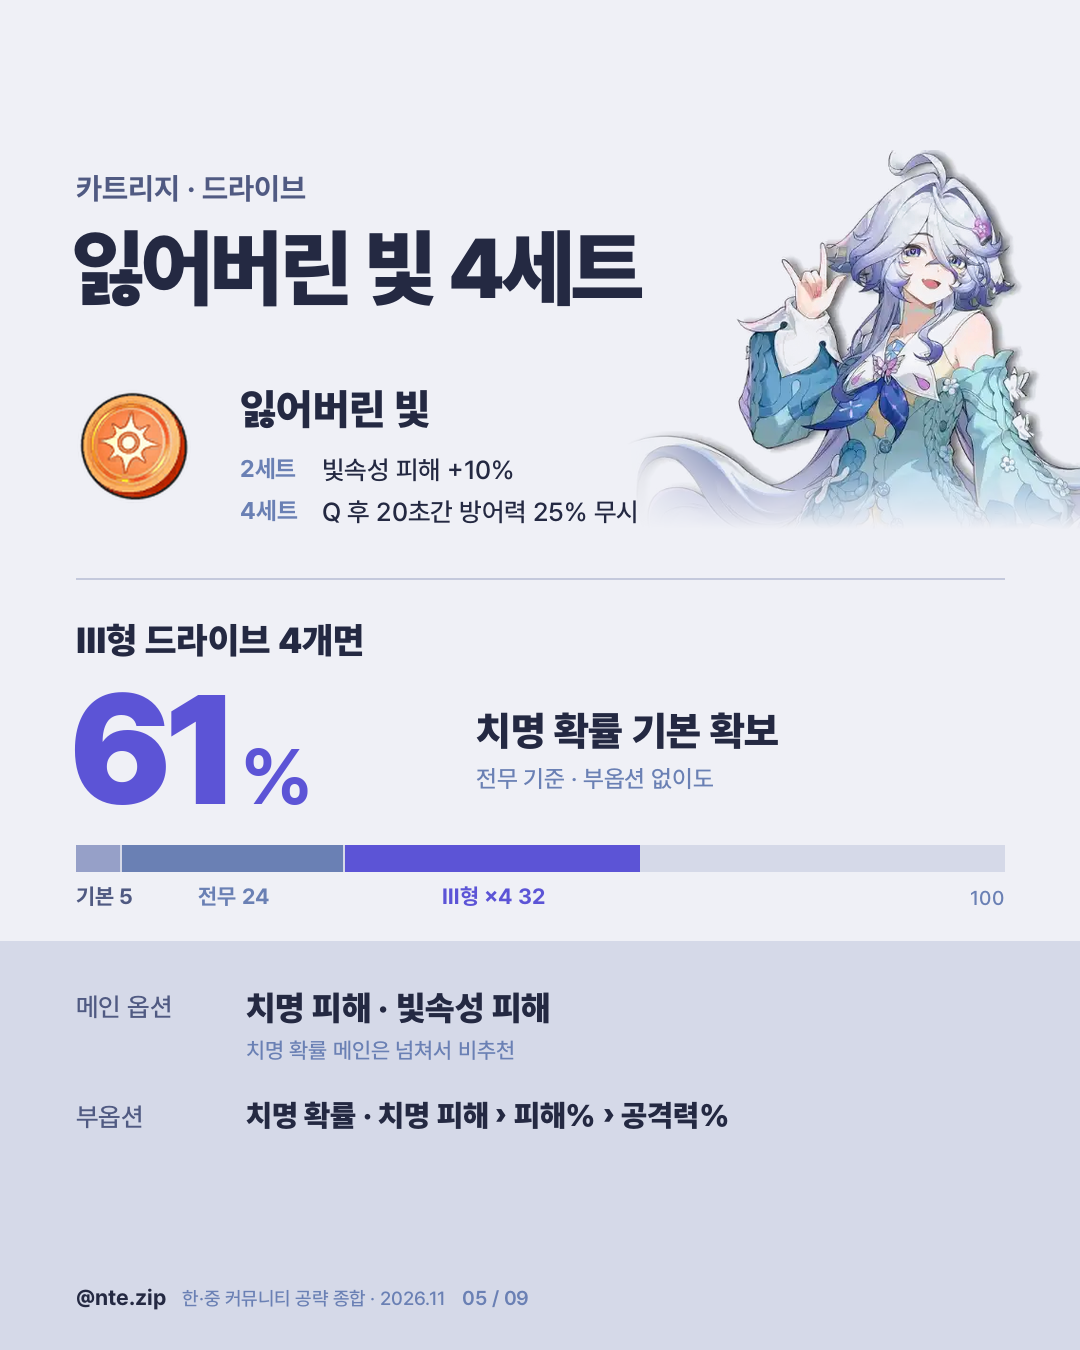 카트리지 · 드라이브
잃어버린 빛 4세트
잃어버린 빛
2세트 빛속성 피해 +10%
4세트 Q 후 20초간 방어력 25% 무시
III형 드라이브 4개면
61%
치명 확률 기본 확보
전무 기준 · 부옵션 없이도
기본 5 전무 24 III형 ×4 32 100
메인 옵션 치명 피해 · 빛속성 피해
치명 확률 메인은 넘쳐서 비추천
부옵션 치명 확률 · 치명 피해 › 피해% › 공격력%
@nte.zip 한·중 커뮤니티 공략 종합 · 2026.11 05 / 09